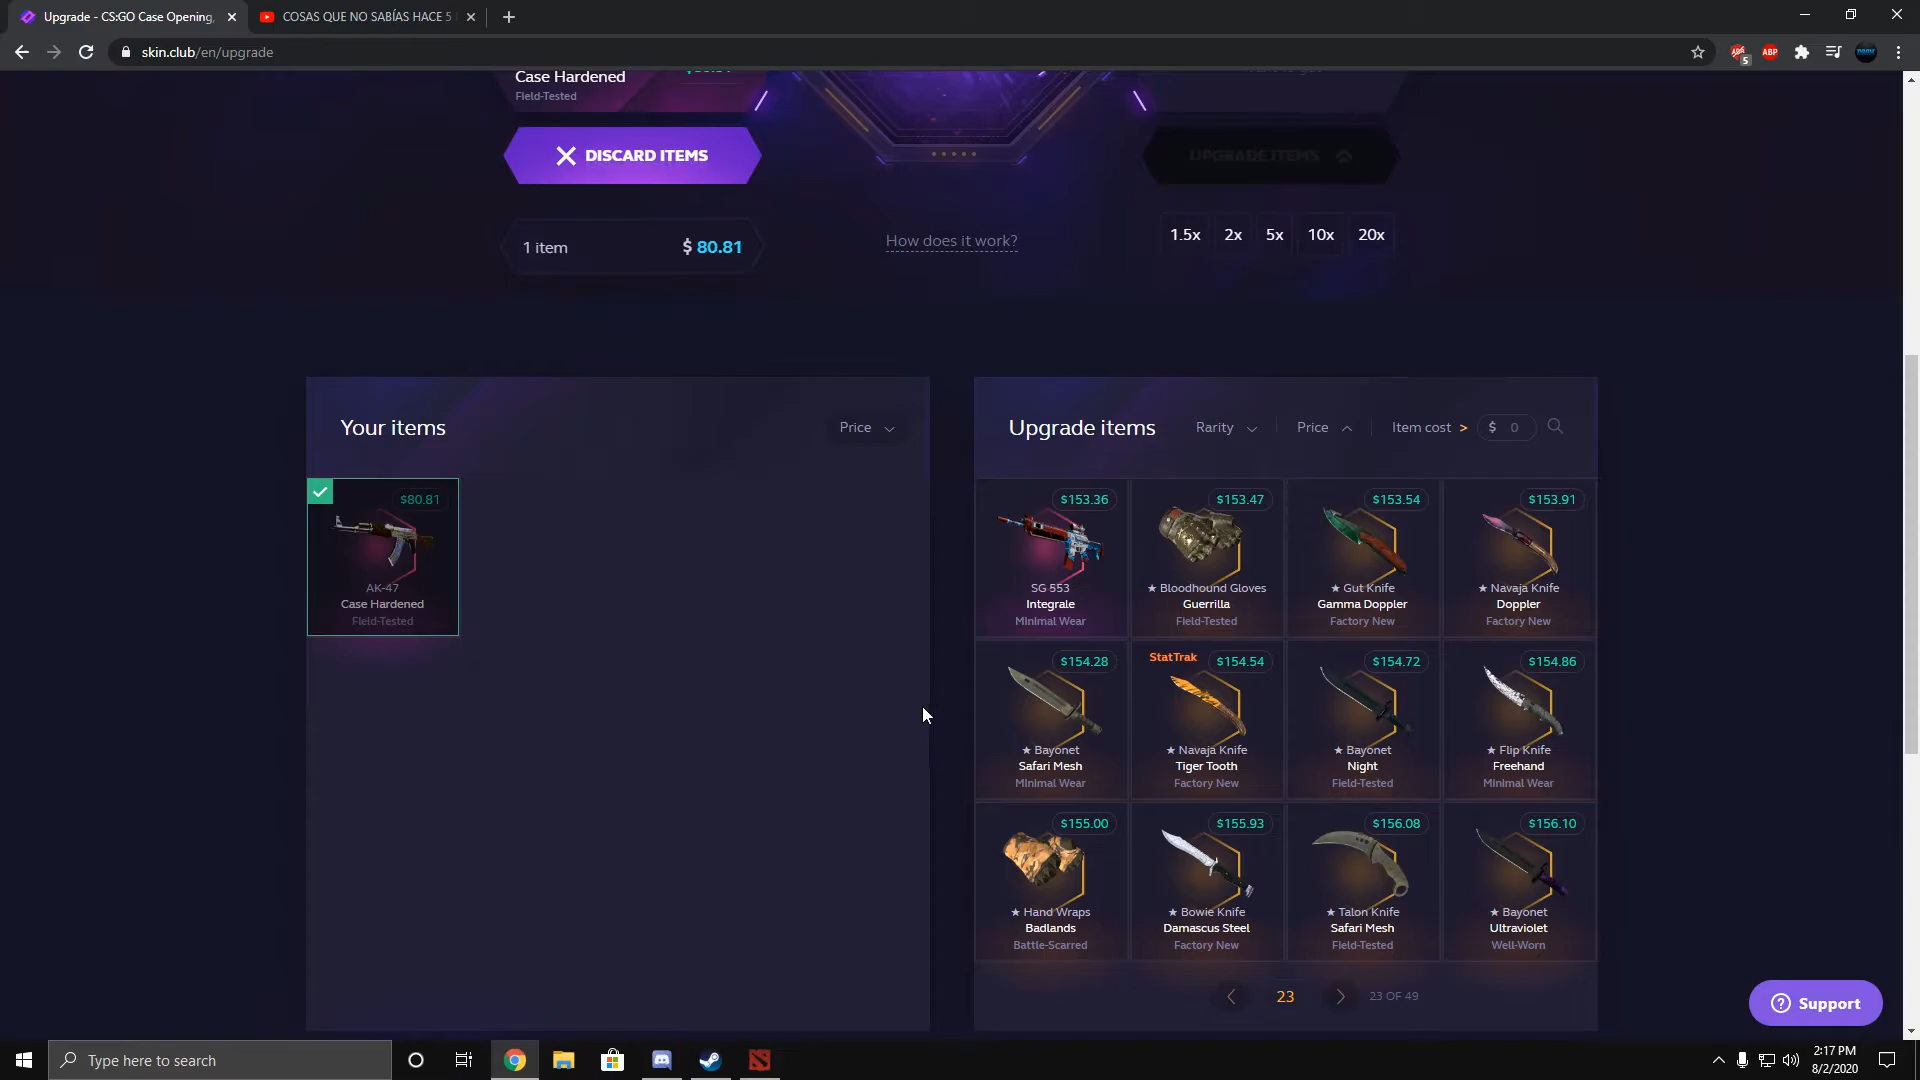 Upgrade - CS:GO Case Opening,
COSAS QUE NO SABÍAS HACE 5
skin.club/en/upgrade
5
ABP
Case Hardened
Field-Tested
DISCARD ITEMS
UPGRADE ITEMS
1 item
$ 80.81
How does it work?
1.5x 2x 5x 10x 20x
Your items
Price
Upgrade items
Rarity
Price
Item cost >
$ 0
$80.81
AK-47
Case Hardened
Field-Tested
$153.36
SG 553
Integrale
Minimal Wear
$153.47
★ Bloodhound Gloves
Guerrilla
Field-Tested
$153.54
★ Gut Knife
Gamma Doppler
Factory New
$153.91
★ Navaja Knife
Doppler
Factory New
$154.28
★ Bayonet
Safari Mesh
Minimal Wear
StatTrak $154.54
★ Navaja Knife
Tiger Tooth
Factory New
$154.72
★ Bayonet
Night
Field-Tested
$154.86
★ Flip Knife
Freehand
Minimal Wear
$155.00
★ Hand Wraps
Badlands
Battle-Scarred
$155.93
★ Bowie Knife
Damascus Steel
Factory New
$156.08
★ Talon Knife
Safari Mesh
Field-Tested
$156.10
★ Bayonet
Ultraviolet
Well-Worn
23
23 OF 49
Support
Type here to search
2:17 PM
8/2/2020